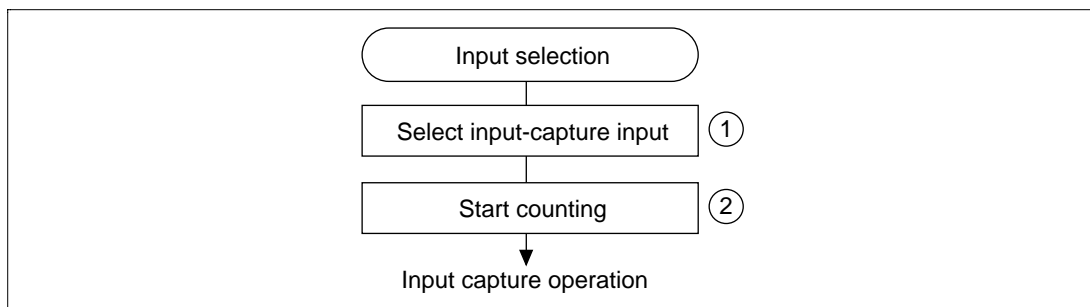 Input selection
Select input-capture input 1
Start counting 2
Input capture operation